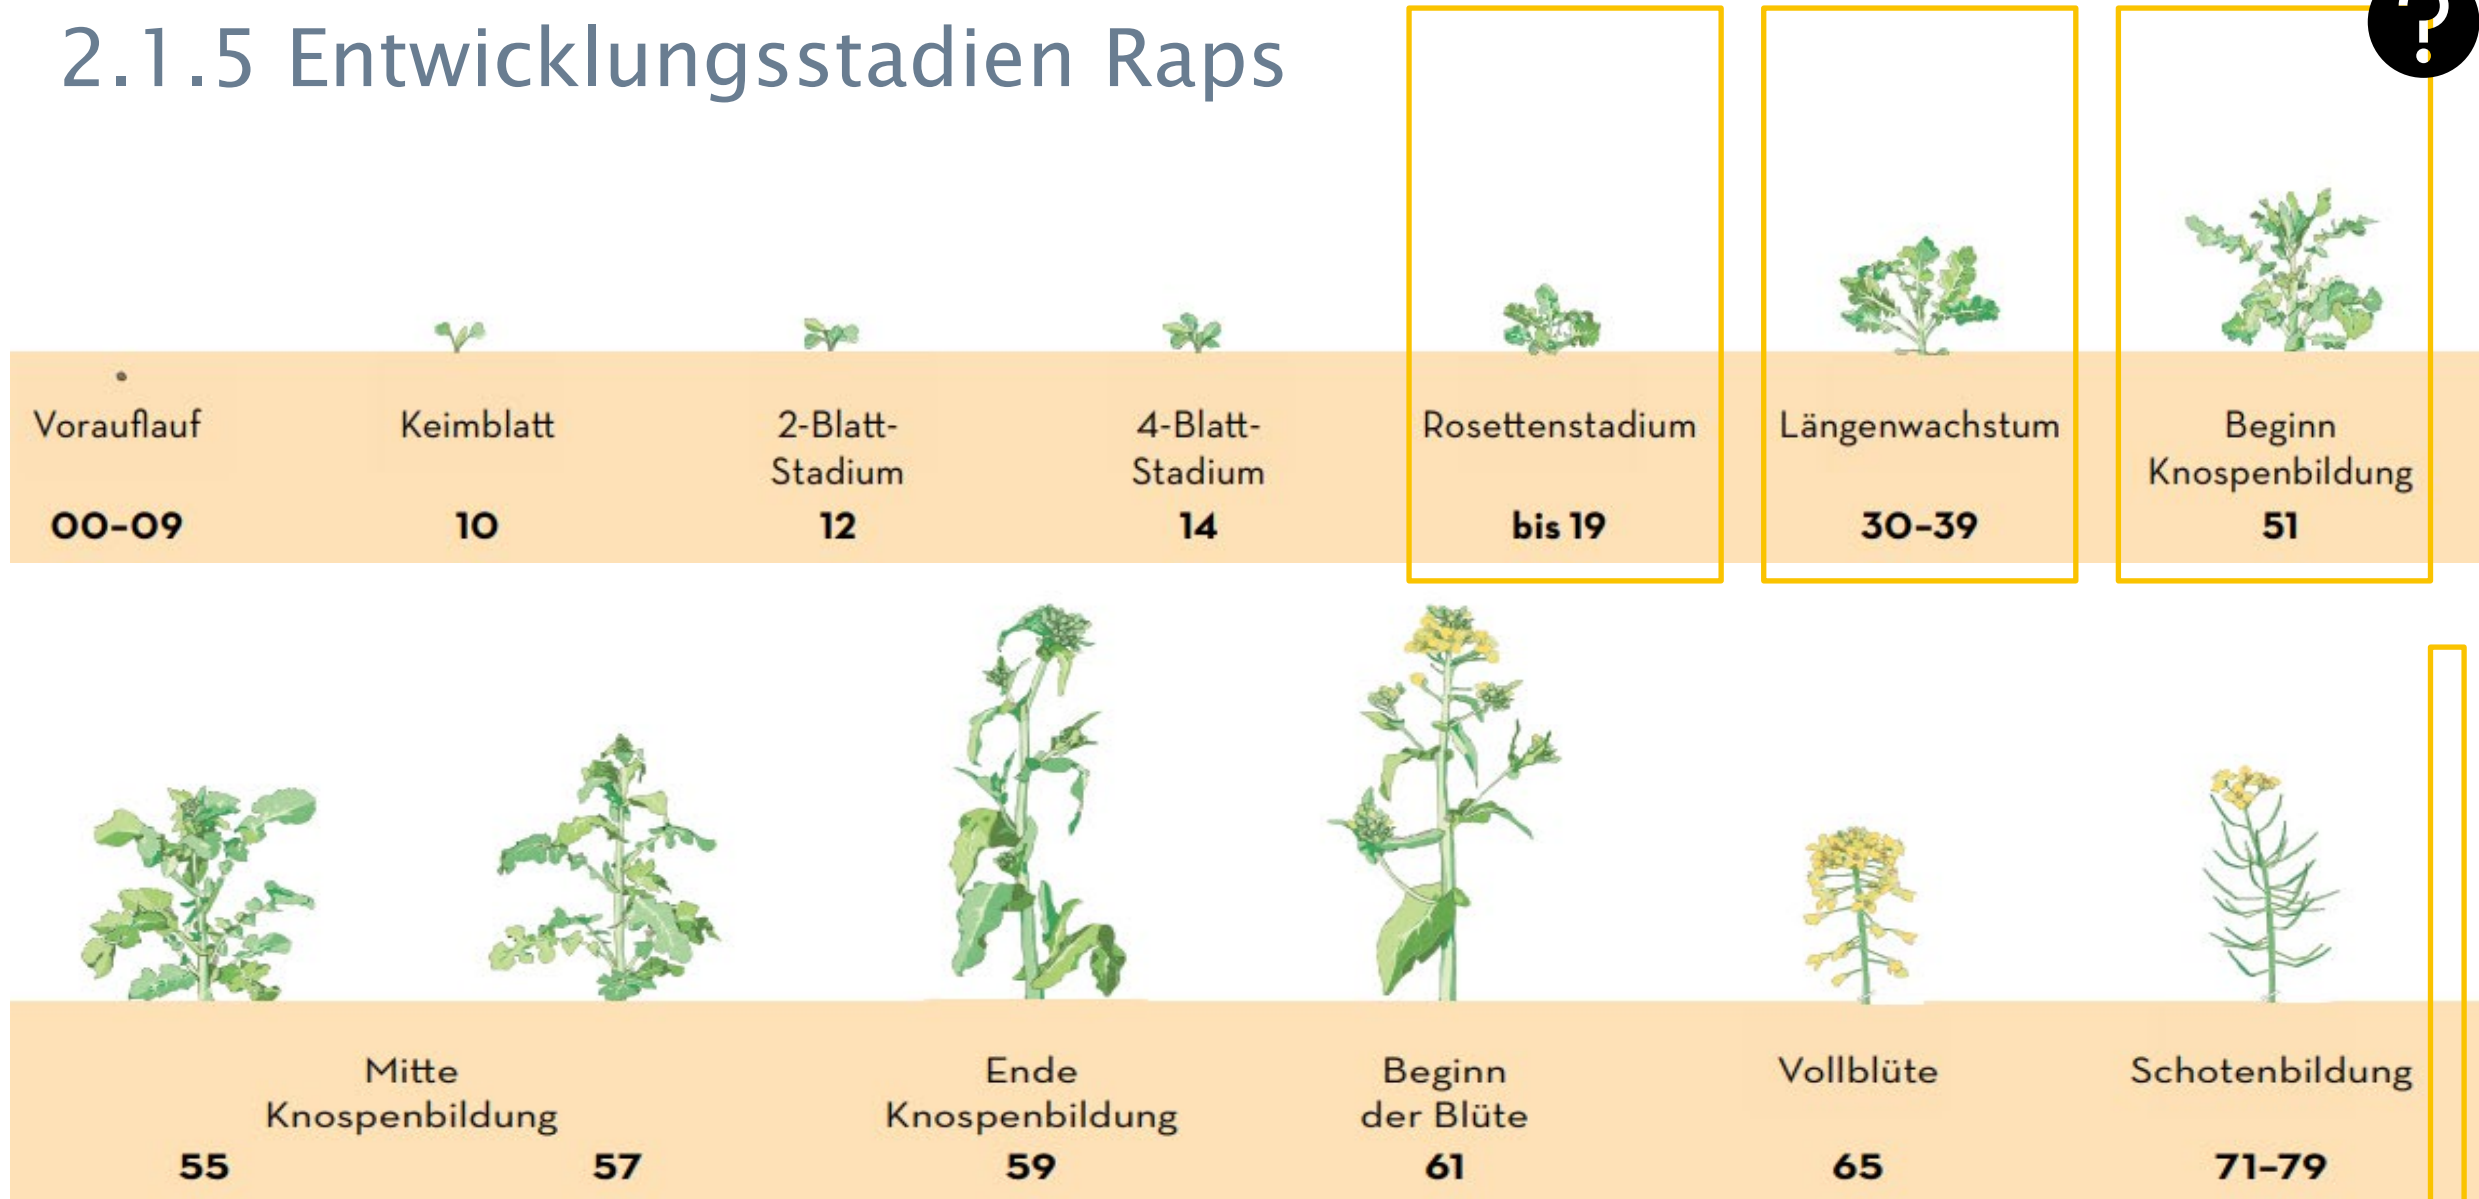 2.1.5 Entwicklungsstadien Raps
?
Vorauflauf
00-09
Keimblatt
10
2-Blatt-
Stadium
12
4-Blatt-
Stadium
14
Rosettenstadium
bis 19
Längenwachstum
30-39
Beginn
Knospenbildung
51
Mitte
Knospenbildung
55
57
Ende
Knospenbildung
59
Beginn
der Blüte
61
Vollblüte
65
Schotenbildung
71-79